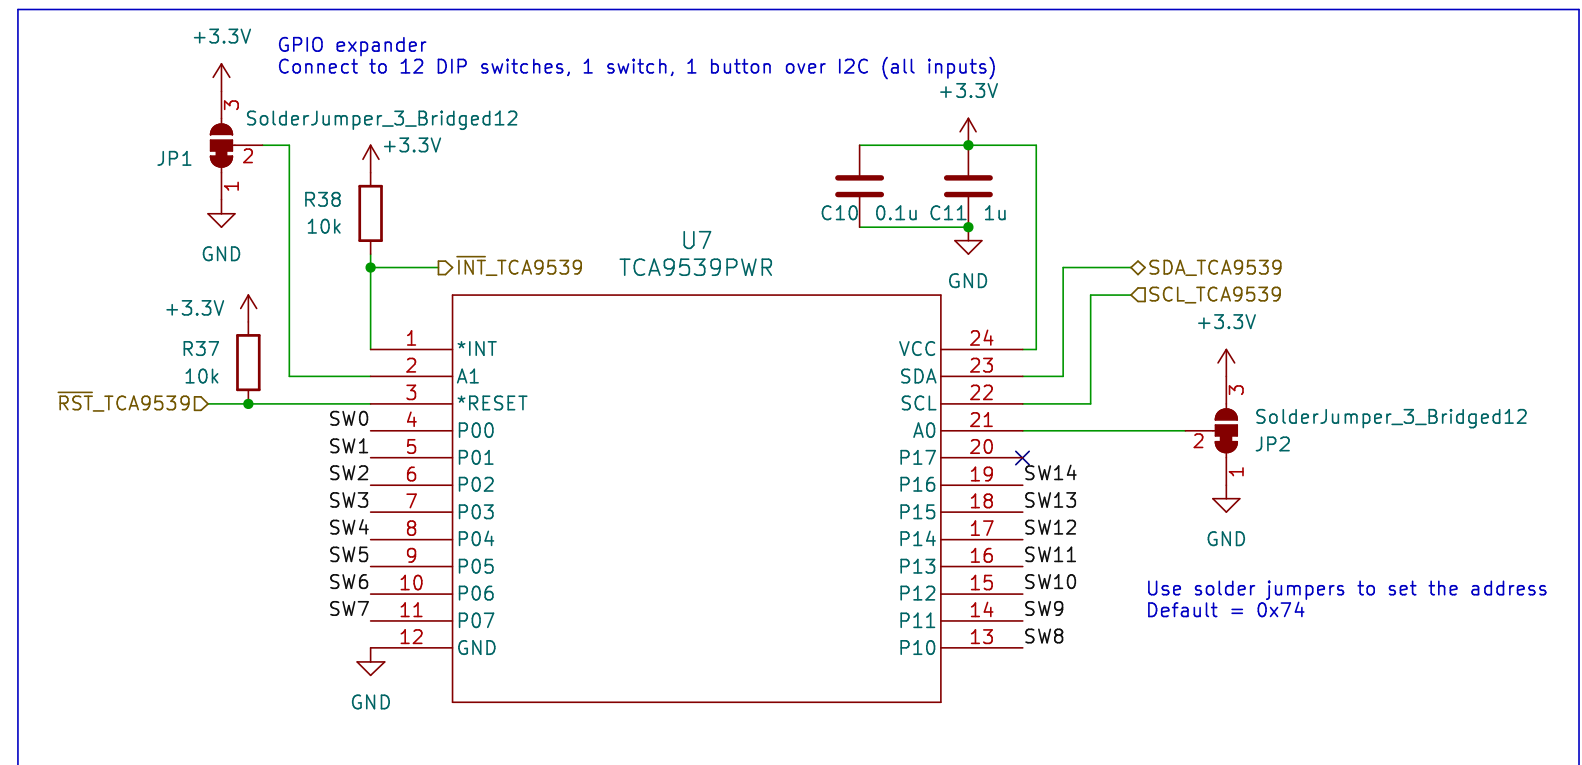 +3.3V
GPIO expander
Connect to 12 DIP switches, 1 switch, 1 button over I2C (all inputs)
3
SolderJumper_3_Bridged12
JP1
2
1
GND
+3.3V
R38
10k
+3.3V
C10 0.1u
C11 1u
GND
U7
TCA9539PWR
INT_TCA9539
SDA_TCA9539
SCL_TCA9539
+3.3V
R37
10k
RST_TCA9539
1 *INT
2 A1
3 *RESET
SW0 4 P00
SW1 5 P01
SW2 6 P02
SW3 7 P03
SW4 8 P04
SW5 9 P05
SW6 10 P06
SW7 11 P07
12 GND
GND
VCC 24
SDA 23
SCL 22
A0 21
P17 20
P16 19 SW14
P15 18 SW13
P14 17 SW12
P13 16 SW11
P12 15 SW10
P11 14 SW9
P10 13 SW8
+3.3V
3
SolderJumper_3_Bridged12
JP2
2
1
GND
Use solder jumpers to set the address
Default = 0x74